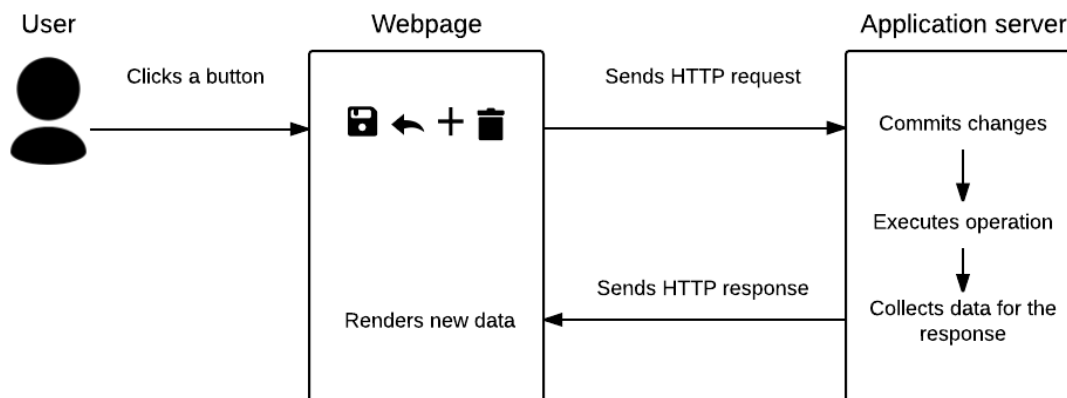 User
Webpage
Application server
Clicks a button
Sends HTTP request
Commits changes
Executes operation
Sends HTTP response
Renders new data
Collects data for the
response